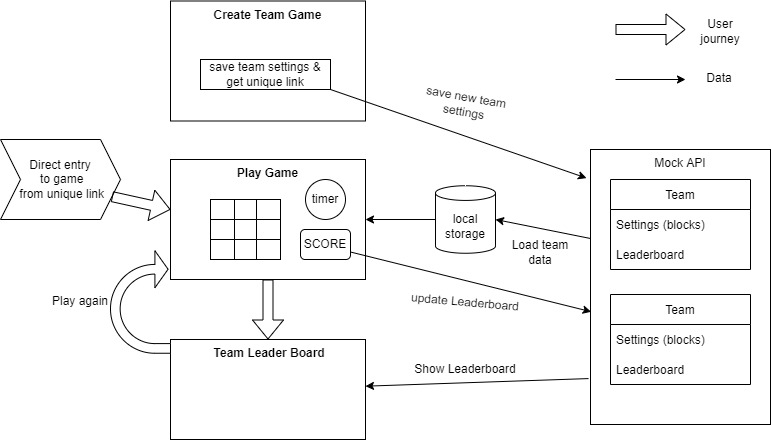 Create Team Game
save team settings &
get unique link
User
journey
Data
save new team
settings
Direct entry
to game
from unique link
Play Game
timer
SCORE
local
storage
Load team
data
Mock API
Team
Settings (blocks)
Leaderboard
update Leaderboard
Team
Settings (blocks)
Leaderboard
Play again
Team Leader Board
Show Leaderboard